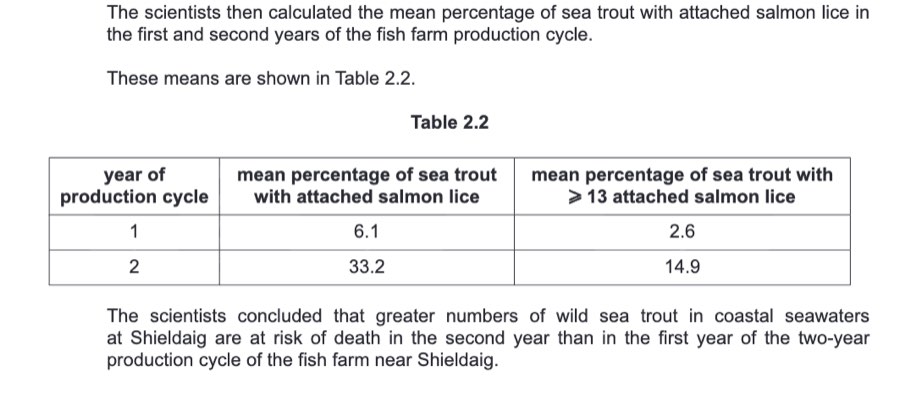 The scientists then calculated the mean percentage of sea trout with attached salmon lice in
the first and second years of the fish farm production cycle.
These means are shown in Table 2.2.
Table 2.2
year of
production cycle
mean percentage of sea trout
with attached salmon lice
mean percentage of sea trout with
⩾ 13 attached salmon lice
1 6.1 2.6
2 33.2 14.9
The scientists concluded that greater numbers of wild sea trout in coastal seawaters
at Shieldaig are at risk of death in the second year than in the first year of the two-year
production cycle of the fish farm near Shieldaig.